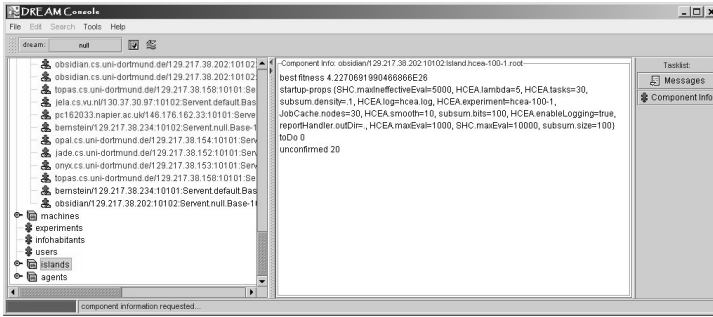 DREAM Console
File Edit Search Tools Help
dream: null
obsidian.cs.uni-dortmund.de/129.217.38.202:10102
obsidian.cs.uni-dortmund.de/129.217.38.202:10102:
topas.cs.uni-dortmund.de/129.217.38.158:10101:Se
jela.cs.vu.nl/130.37.30.97:10102:Servent.default.Bas
pc162033.napier.ac.uk/146.176.162.33:10101:Serve
bernstein/129.217.38.234:10101:Servent.null.Base-1
opal.cs.uni-dortmund.de/129.217.38.154:10101:Ser
jade.cs.uni-dortmund.de/129.217.38.152:10101:Ser
onyx.cs.uni-dortmund.de/129.217.38.153:10101:Ser
topas.cs.uni-dortmund.de/129.217.38.158:10101:Ser
bernstein/129.217.38.234:10101:Servent.default.Bas
obsidian/129.217.38.202:10102:Servent.null.Base-1
machines
experiments
infohabitants
users
islands
agents
Component Info: obsidian/129.217.38.202:10102:Island.hcea-100-1.root
best fitness 4.2270691990466866E26
startup-props (SHC.maxIneffectiveEval=5000, HCEA.lambda=5, HCEA.tasks=30,
subsum.density=.1, HCEA.log=hcea.log, HCEA.experiment=hcea-100-1,
JobCache.nodes=30, HCEA.smooth=10, subsum.bits=100, HCEA.enableLogging=true,
reportHandler.outDir=., HCEA.maxEval=1000, SHC.maxEval=10000, subsum.size=100)
toDo 0
unconfirmed 20
Tasklist:
Messages
Component Info
component information requested...